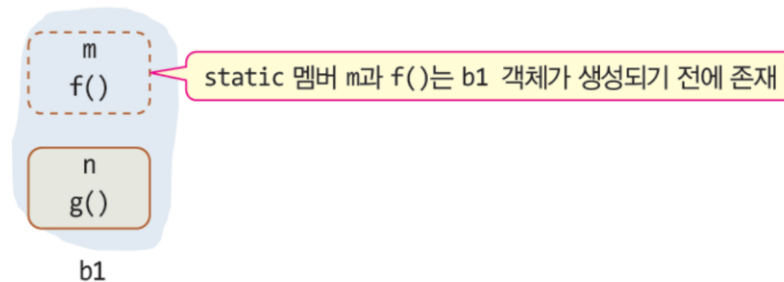 m
f()
static 멤버 m과 f()는 b1 객체가 생성되기 전에 존재
n
g()
b1